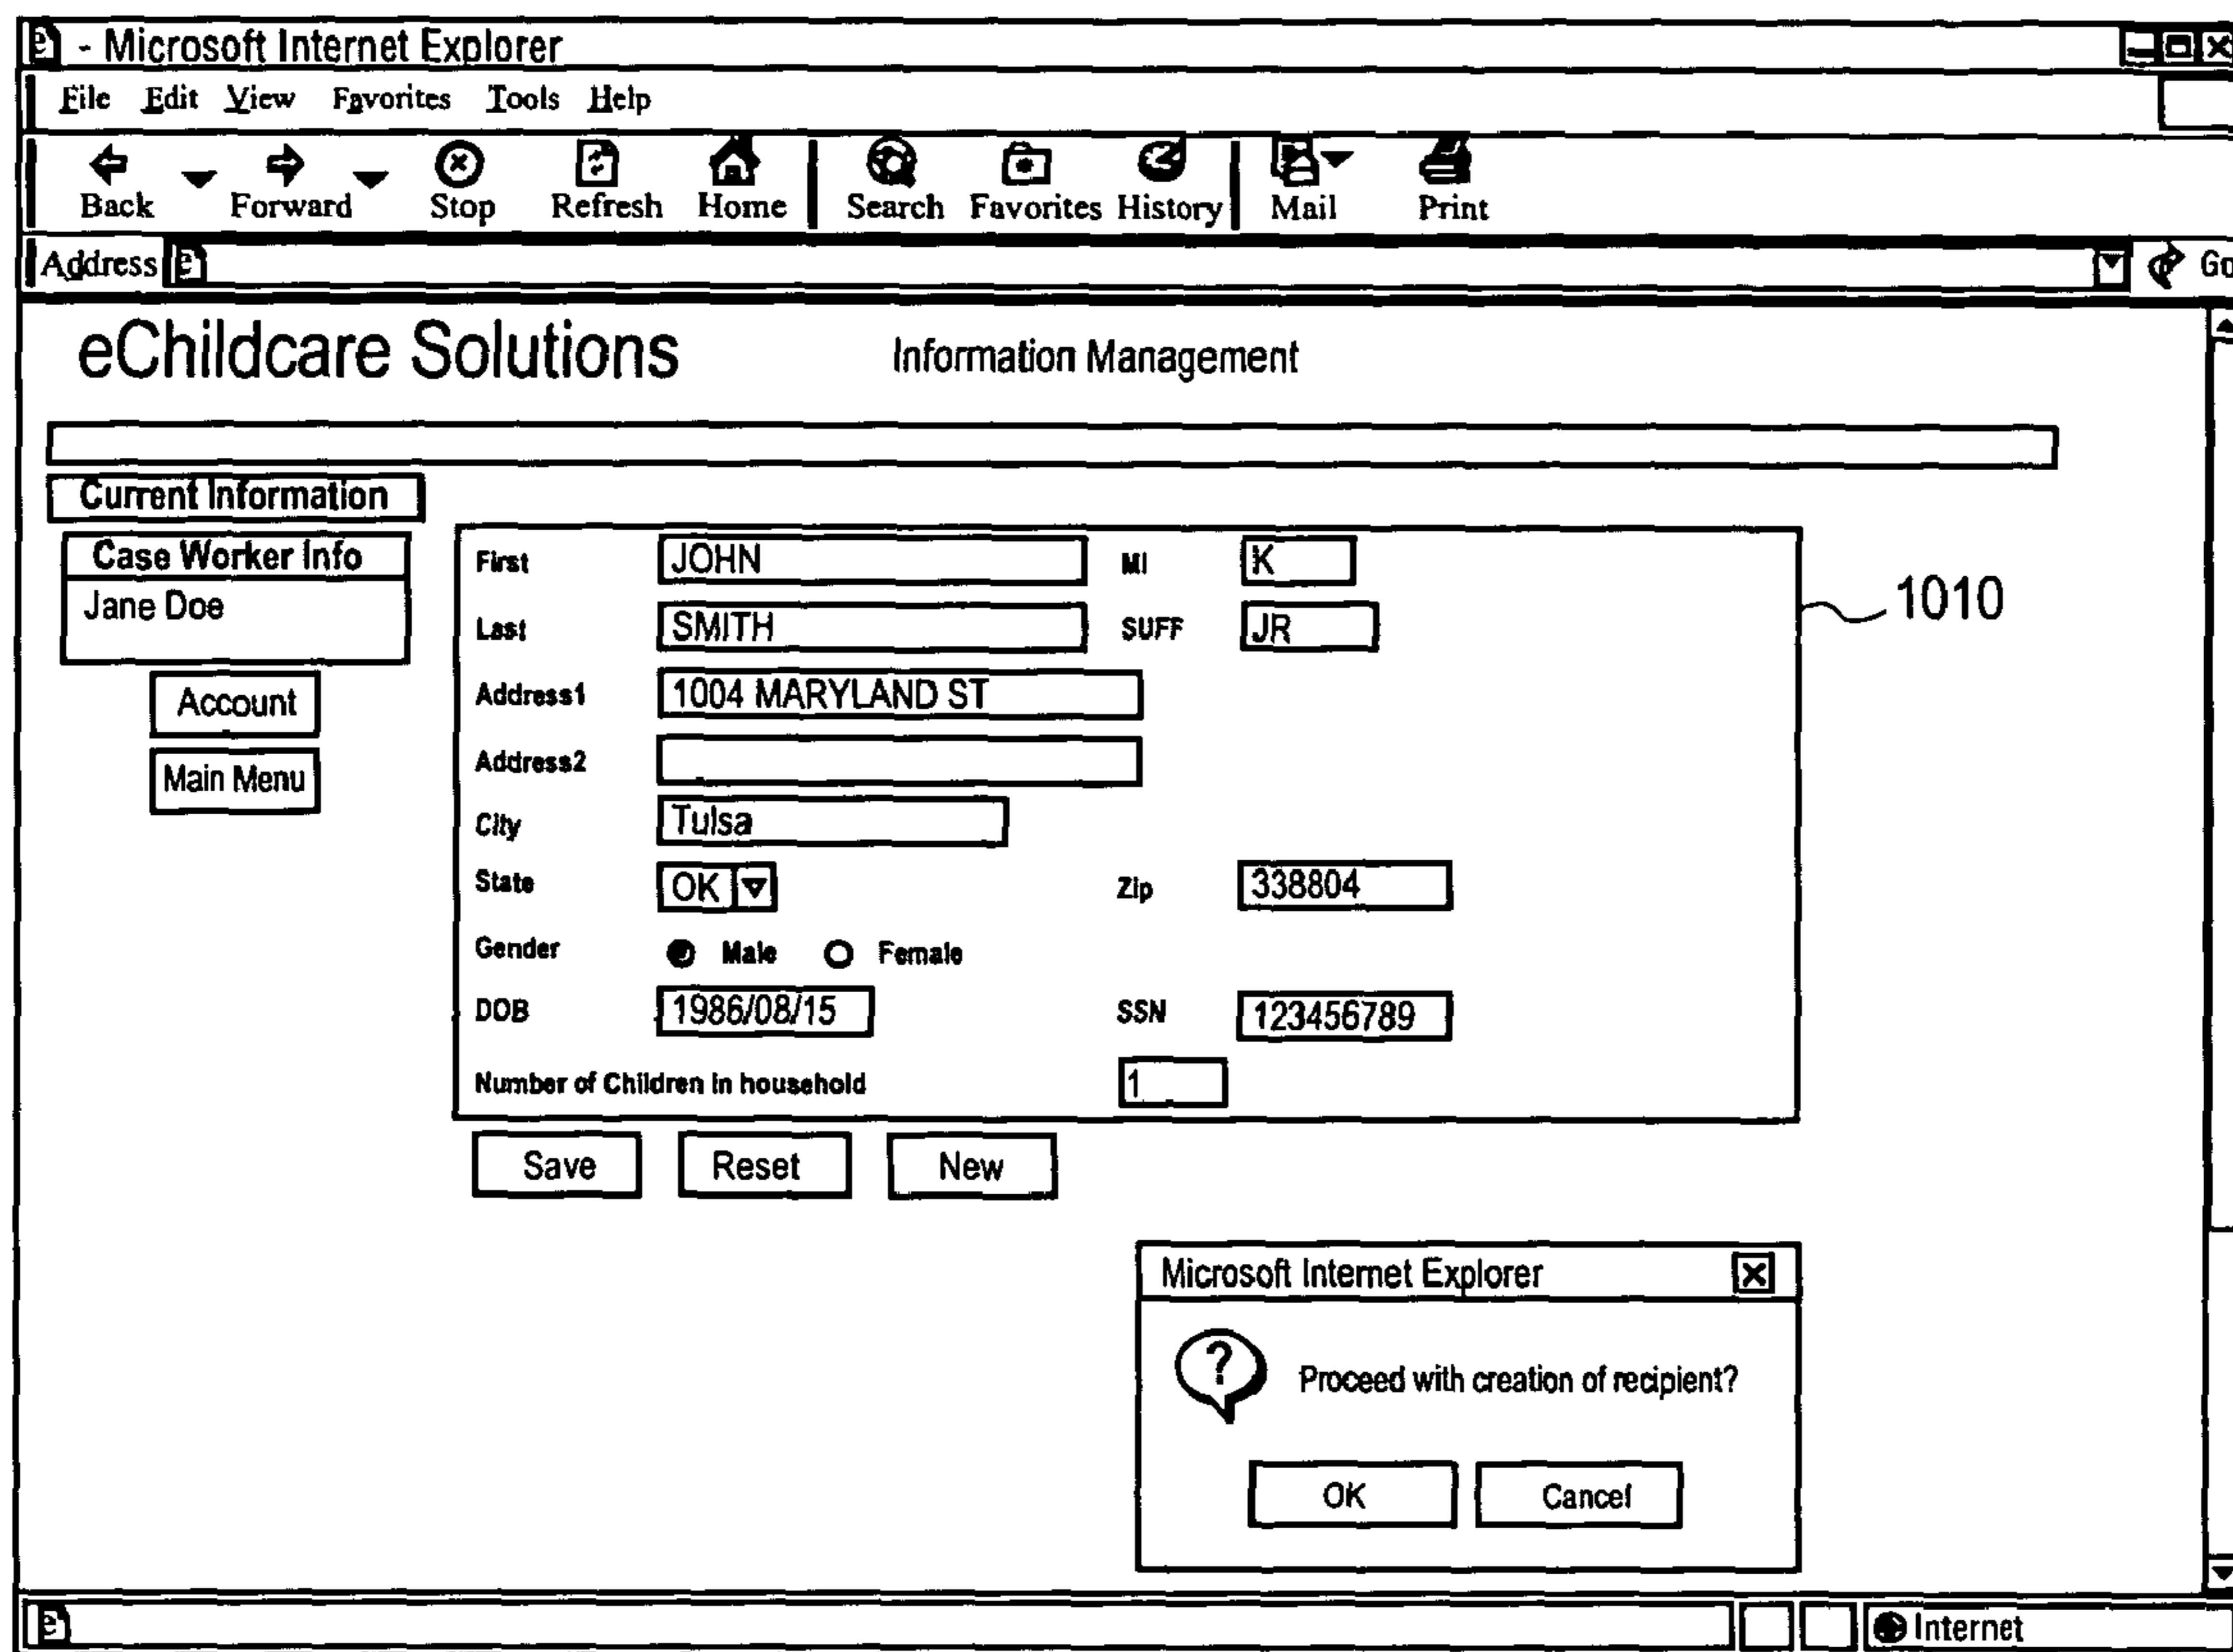 - Microsoft Internet Explorer
File Edit View Favorites Tools Help
Back Forward Stop Refresh Home Search Favorites History Mail Print
Address Go
eChildcare Solutions Information Management
Current Information
Case Worker Info
Jane Doe
Account
Main Menu
First JOHN MI K
Last SMITH SUFF JR
Address1 1004 MARYLAND ST
Address2
City Tulsa
State OK Zip 338804
Gender Male Female
DOB 1986/08/15 SSN 123456789
Number of Children in household 1
1010
Save Reset New
Microsoft Internet Explorer
? Proceed with creation of recipient?
OK Cancel
Internet